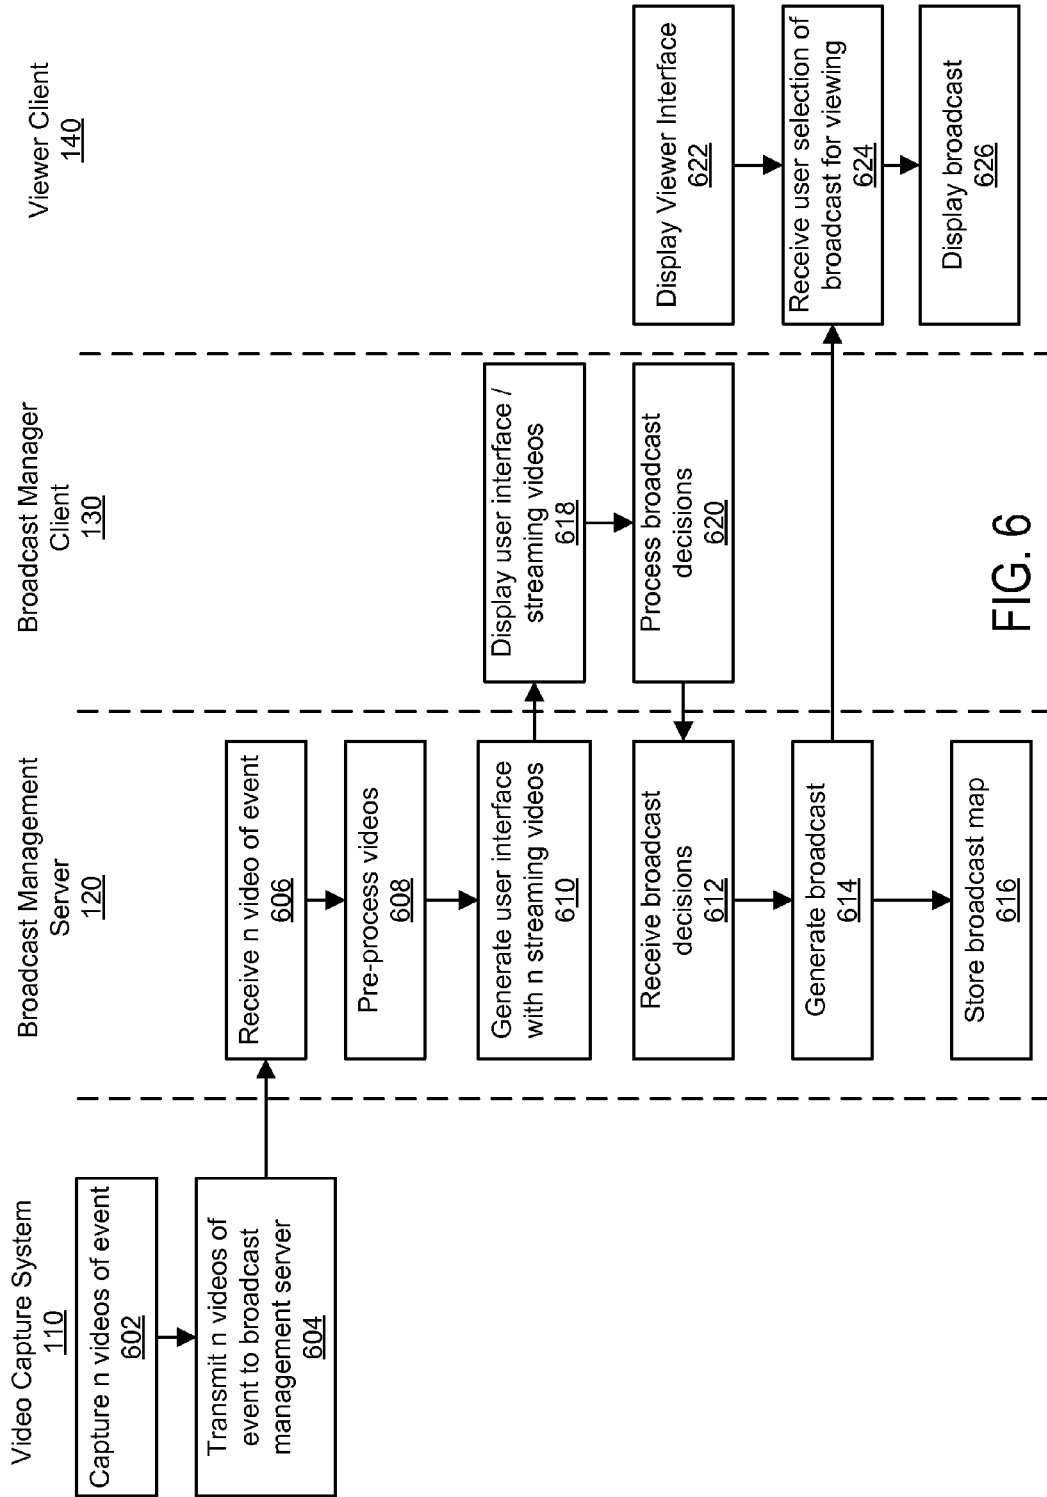 Video Capture System
110
Capture n videos of event
602
Transmit n videos of
event to broadcast
management server
604
Broadcast Management
Server
120
Receive n video of event
606
Pre-process videos
608
Generate user interface
with n streaming videos
610
Receive broadcast
decisions
612
Generate broadcast
614
Store broadcast map
616
Broadcast Manager
Client
130
Display user interface /
streaming videos
618
Process broadcast
decisions
620
Viewer Client
140
Display Viewer Interface
622
Receive user selection of
broadcast for viewing
624
Display broadcast
626
FIG. 6